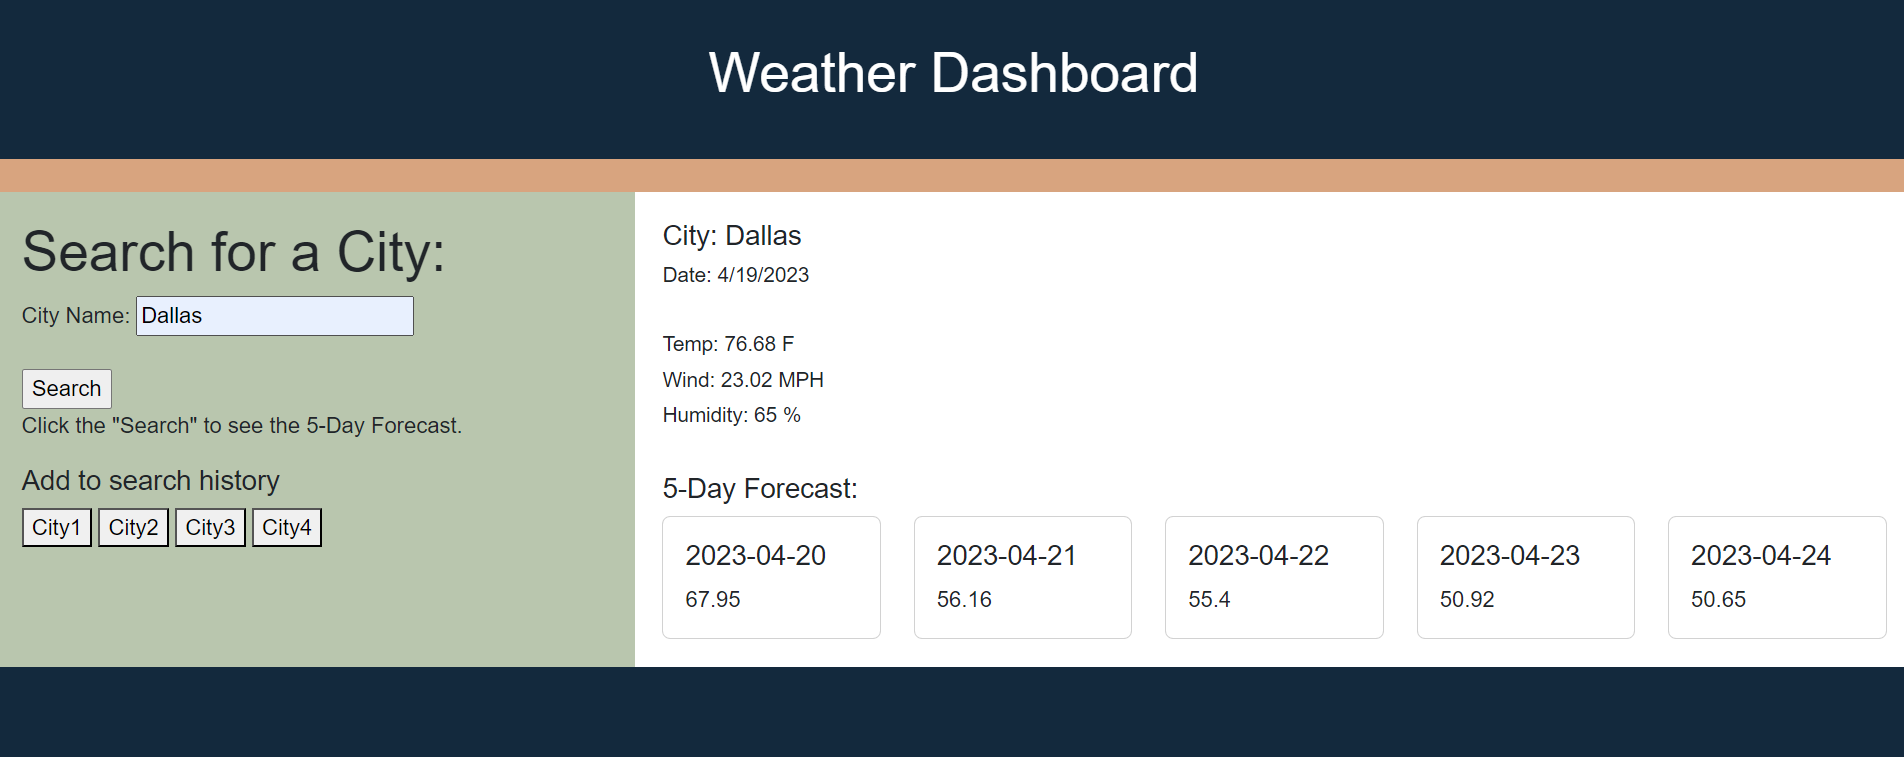 Weather Dashboard
Search for a City:
City Name: Dallas
Search
Click the "Search" to see the 5-Day Forecast.
Add to search history
City1 City2 City3 City4
City: Dallas
Date: 4/19/2023
Temp: 76.68 F
Wind: 23.02 MPH
Humidity: 65 %
5-Day Forecast:
2023-04-20
67.95
2023-04-21
56.16
2023-04-22
55.4
2023-04-23
50.92
2023-04-24
50.65